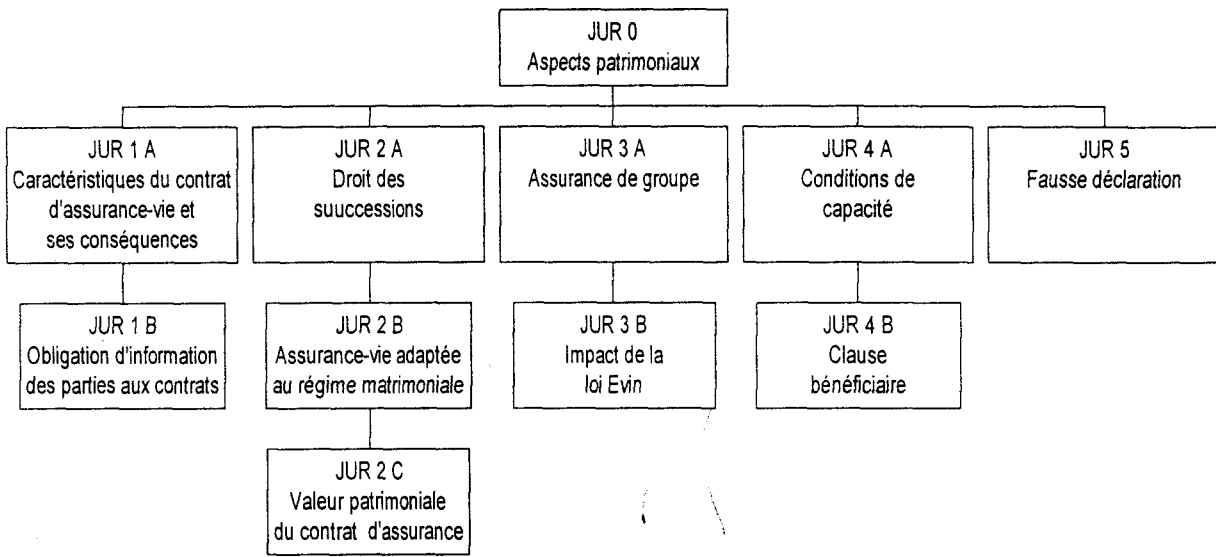 JUR 0
Aspects patrimoniaux
JUR 1 A
Caractéristiques du contrat
d'assurance-vie et
ses conséquences
JUR 2 A
Droit des
suuccessions
JUR 3 A
Assurance de groupe
JUR 4 A
Conditions de
capacité
JUR 5
Fausse déclaration
JUR 1 B
Obligation d'information
des parties aux contrats
JUR 2 B
Assurance-vie adaptée
au régime matrimoniale
JUR 3 B
Impact de la
loi Evin
JUR 4 B
Clause
bénéficiaire
JUR 2 C
Valeur patrimoniale
du contrat d'assurance